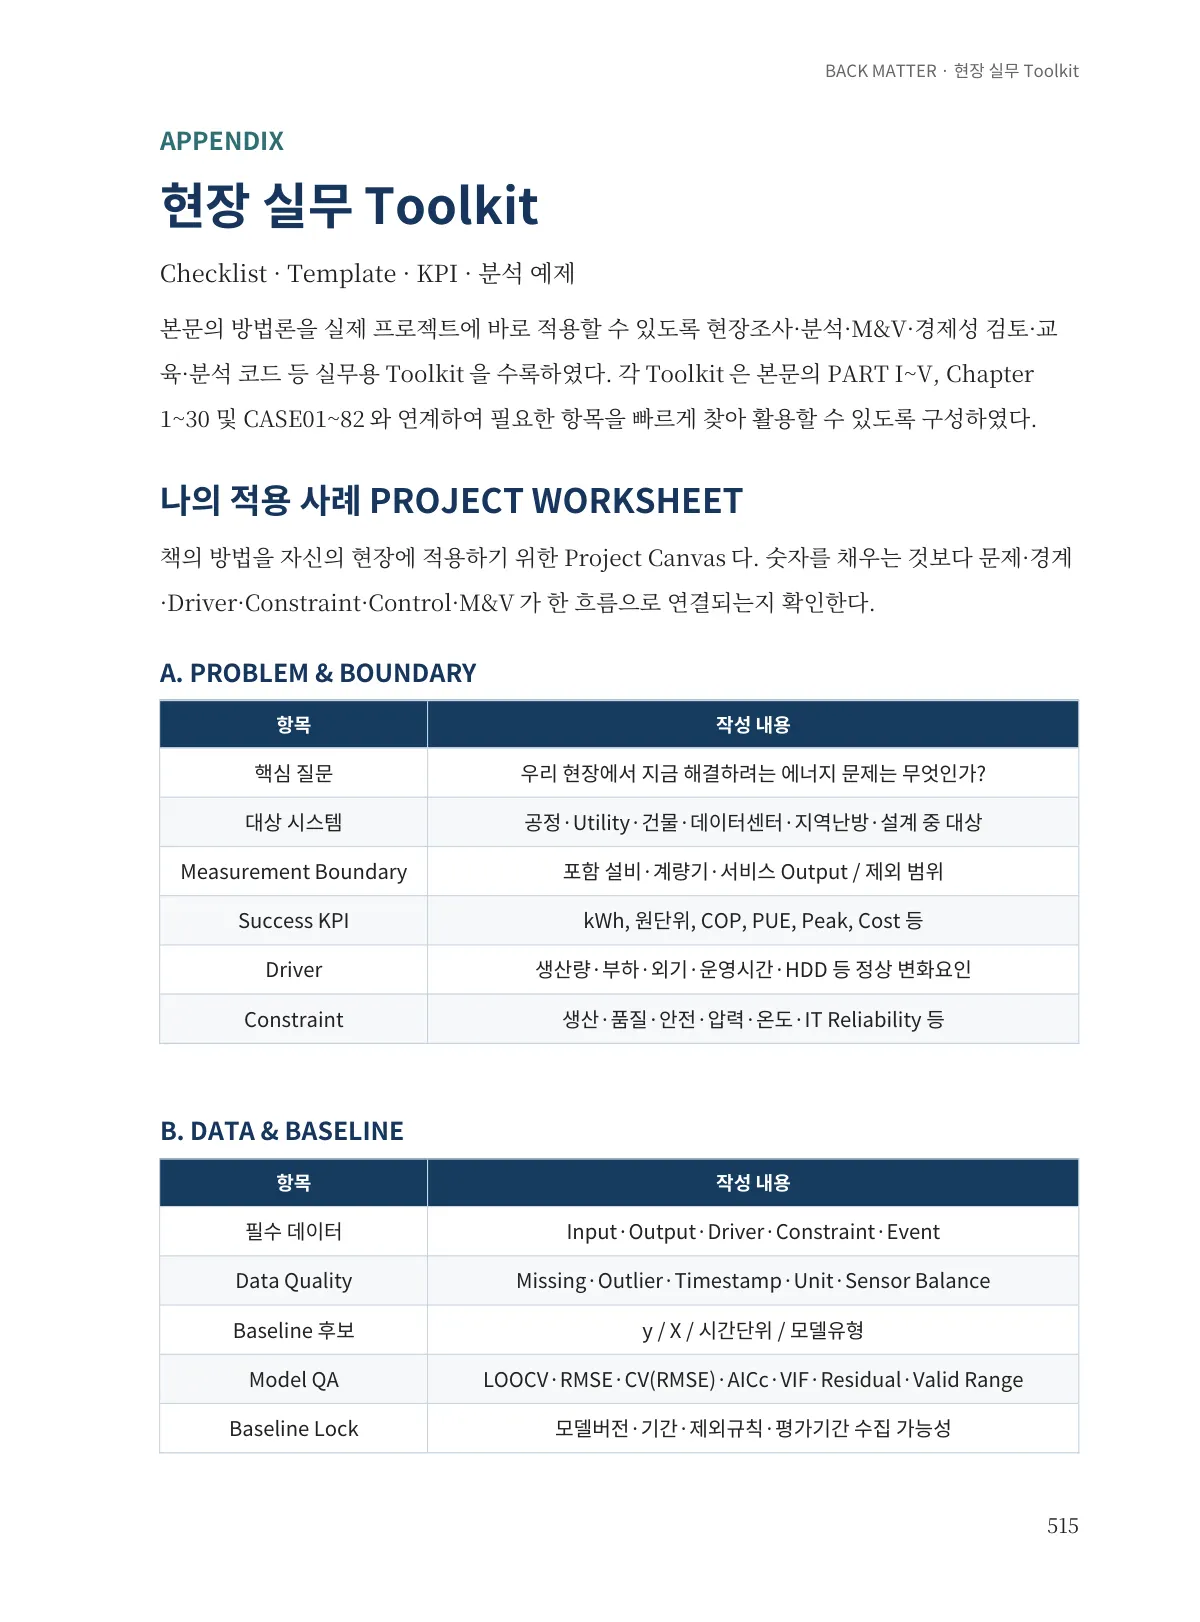 BACK MATTER · 현장 실무 Toolkit
APPENDIX
현장 실무 Toolkit
Checklist · Template · KPI · 분석 예제
본문의 방법론을 실제 프로젝트에 바로 적용할 수 있도록 현장조사·분석·M&V·경제성 검토·교
육·분석 코드 등 실무용 Toolkit 을 수록하였다. 각 Toolkit 은 본문의 PART I~V, Chapter
1~30 및 CASE01~82 와 연계하여 필요한 항목을 빠르게 찾아 활용할 수 있도록 구성하였다.
나의 적용 사례 PROJECT WORKSHEET
책의 방법을 자신의 현장에 적용하기 위한 Project Canvas 다. 숫자를 채우는 것보다 문제·경계
·Driver·Constraint·Control·M&V 가 한 흐름으로 연결되는지 확인한다.
A. PROBLEM & BOUNDARY
항목 작성 내용
핵심 질문 우리 현장에서 지금 해결하려는 에너지 문제는 무엇인가?
대상 시스템 공정·Utility·건물·데이터센터·지역난방·설계 중 대상
Measurement Boundary 포함 설비·계량기·서비스 Output / 제외 범위
Success KPI kWh, 원단위, COP, PUE, Peak, Cost 등
Driver 생산량·부하·외기·운영시간·HDD 등 정상 변화요인
Constraint 생산·품질·안전·압력·온도·IT Reliability 등
B. DATA & BASELINE
항목 작성 내용
필수 데이터 Input·Output·Driver·Constraint·Event
Data Quality Missing·Outlier·Timestamp·Unit·Sensor Balance
Baseline 후보 y / X / 시간단위 / 모델유형
Model QA LOOCV·RMSE·CV(RMSE)·AICc·VIF·Residual·Valid Range
Baseline Lock 모델버전·기간·제외규칙·평가기간 수집 가능성
515